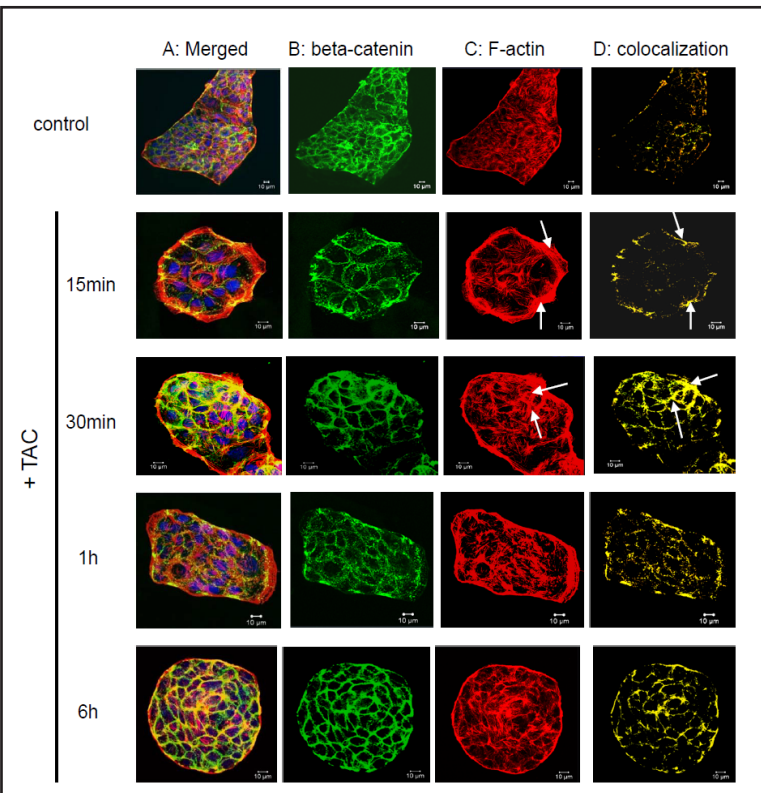 A: Merged B: beta-catenin C: F-actin D: colocalization
control
10 µm 10 µm 10 µm 10 µm
+ TAC
15min
10 µm 10 µm 10 µm 10 µm
30min
10 µm 10 µm 10 µm 10 µm
1h
10 µm 10 µm 10 µm 10 µm
6h
10 µm 10 µm 10 µm 10 µm